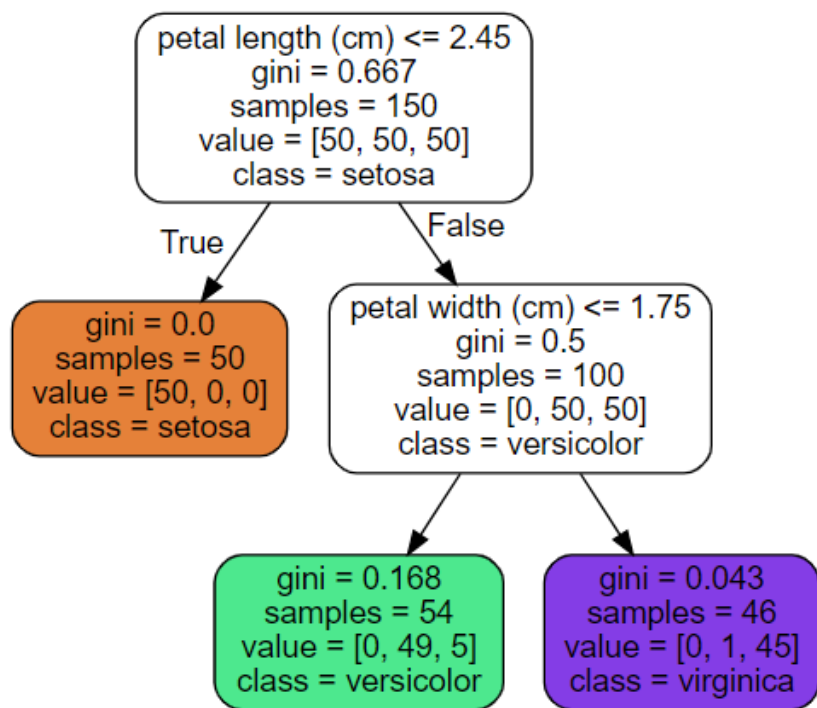 petal length (cm) <= 2.45
gini = 0.667
samples = 150
value = [50, 50, 50]
class = setosa
True
False
gini = 0.0
samples = 50
value = [50, 0, 0]
class = setosa
petal width (cm) <= 1.75
gini = 0.5
samples = 100
value = [0, 50, 50]
class = versicolor
gini = 0.168
samples = 54
value = [0, 49, 5]
class = versicolor
gini = 0.043
samples = 46
value = [0, 1, 45]
class = virginica